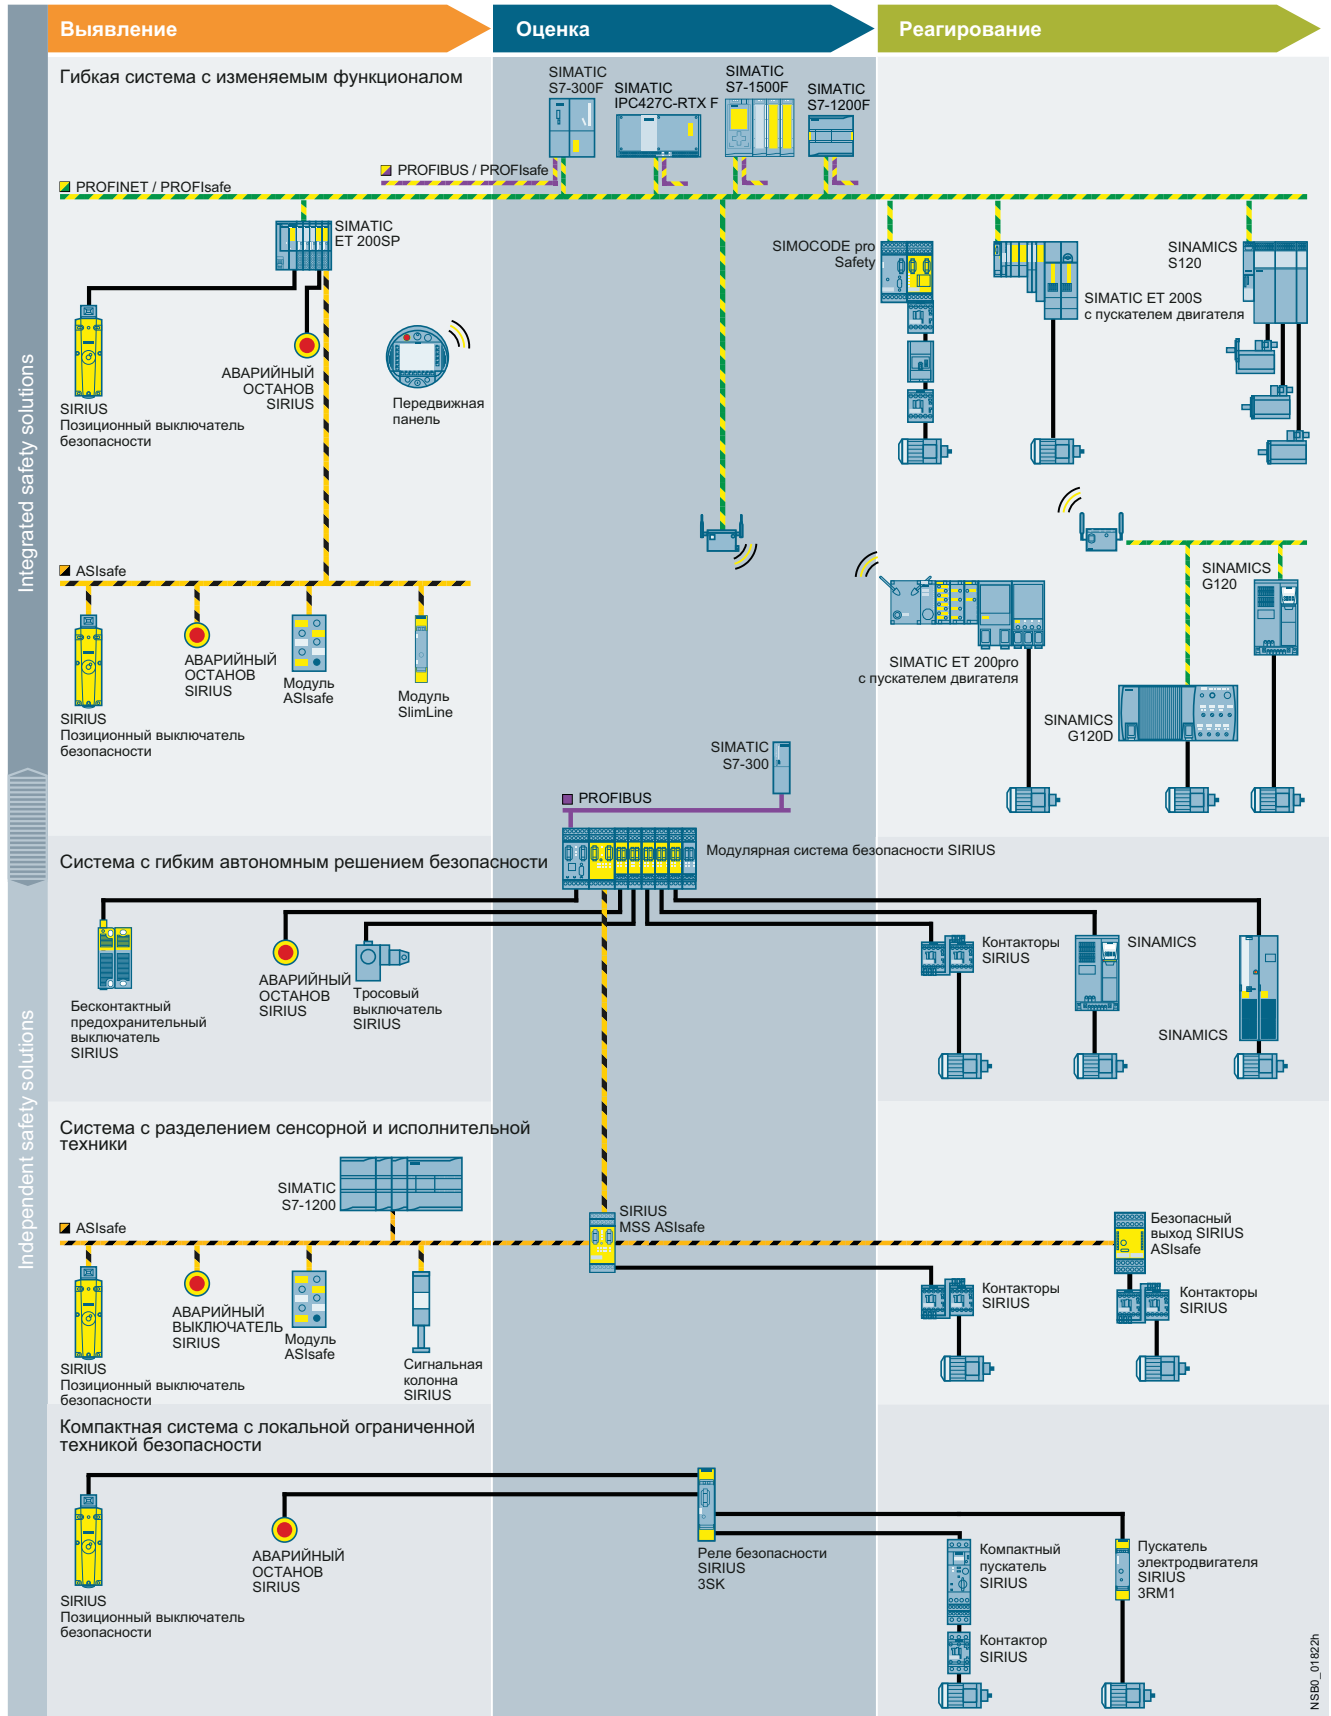 Выявление
Оценка
Реагирование
Integrated safety solutions
Independent safety solutions
Гибкая система с изменяемым функционалом
SIMATIC
S7-300F
SIMATIC
IPC427C-RTX F
SIMATIC
S7-1500F
SIMATIC
S7-1200F
PROFIBUS / PROFIsafe
PROFINET / PROFIsafe
SIMATIC
ET 200SP
SIRIUS
Позиционный выключатель
безопасности
АВАРИЙНЫЙ
ОСТАНОВ
SIRIUS
Передвижная
панель
SIMOCODE pro
Safety
SIMATIC ET 200S
с пускателем двигателя
SINAMICS
S120
ASIsafe
SIRIUS
Позиционный выключатель
безопасности
АВАРИЙНЫЙ
ОСТАНОВ
SIRIUS
Модуль
ASIsafe
Модуль
SlimLine
SIMATIC ET 200pro
с пускателем двигателя
SINAMICS
G120
SINAMICS
G120D
SIMATIC
S7-300
PROFIBUS
Система с гибким автономным решением безопасности
Модулярная система безопасности SIRIUS
Бесконтактный
предохранительный
выключатель
SIRIUS
АВАРИЙНЫЙ
ОСТАНОВ
SIRIUS
Тросовый
выключатель
SIRIUS
Контакторы
SIRIUS
SINAMICS
SINAMICS
Система с разделением сенсорной и исполнительной
техники
SIMATIC
S7-1200
ASIsafe
SIRIUS
MSS ASIsafe
Безопасный
выход SIRIUS
ASIsafe
SIRIUS
Позиционный выключатель
безопасности
АВАРИЙНЫЙ
ВЫКЛЮЧАТЕЛЬ
SIRIUS
Модуль
ASIsafe
Сигнальная
колонна
SIRIUS
Контакторы
SIRIUS
Контакторы
SIRIUS
Компактная система с локальной ограниченной
техникой безопасности
SIRIUS
Позиционный выключатель
безопасности
АВАРИЙНЫЙ
ОСТАНОВ
SIRIUS
Реле безопасности
SIRIUS
3SK
Компактный
пускатель
SIRIUS
Контактор
SIRIUS
Пускатель
электродвигателя
SIRIUS
3RM1
NSB0_01822h